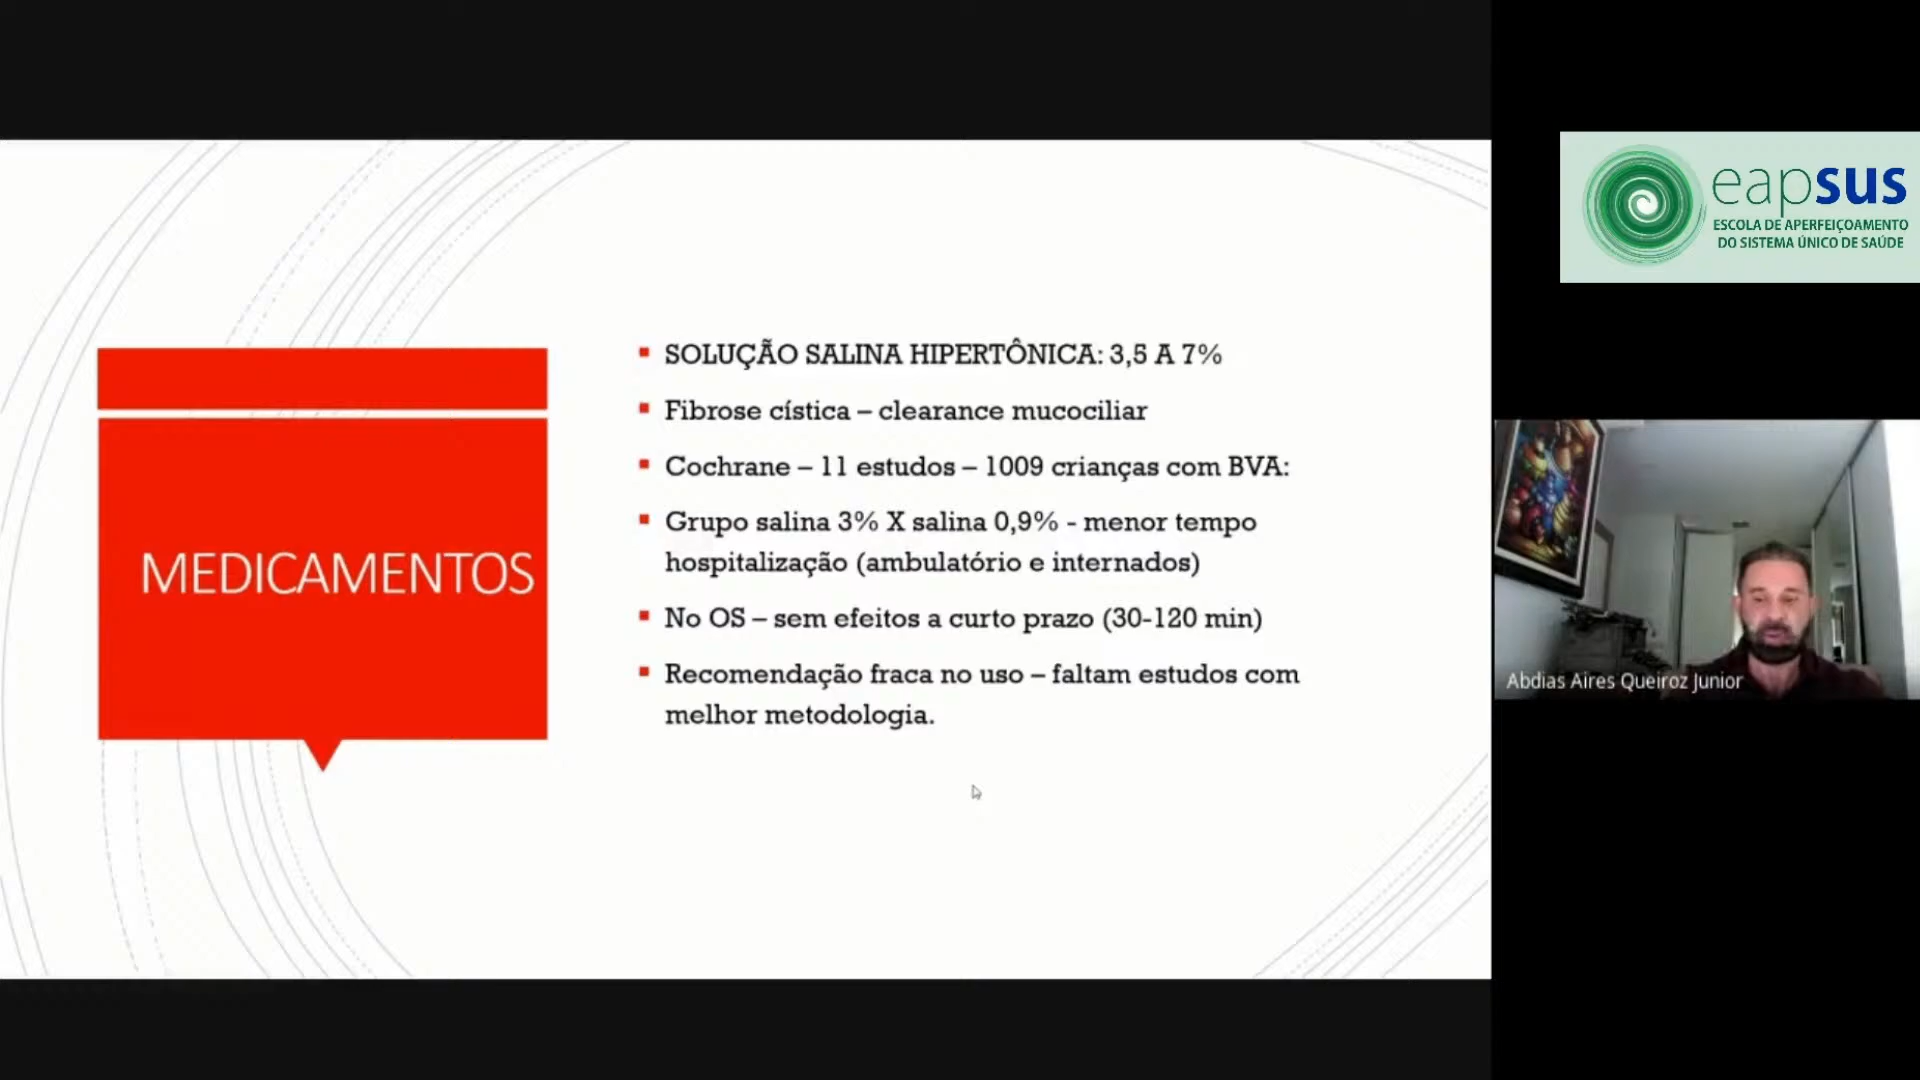 MEDICAMENTOS
SOLUÇÃO SALINA HIPERTÔNICA: 3,5 A 7%
Fibrose cística – clearance mucociliar
Cochrane – 11 estudos – 1009 crianças com BVA:
Grupo salina 3% X salina 0,9% - menor tempo
hospitalização (ambulatório e internados)
No OS – sem efeitos a curto prazo (30-120 min)
Recomendação fraca no uso – faltam estudos com
melhor metodologia.
eapsus
ESCOLA DE APERFEIÇOAMENTO
DO SISTEMA ÚNICO DE SAÚDE
Abdias Aires Queiroz Junior